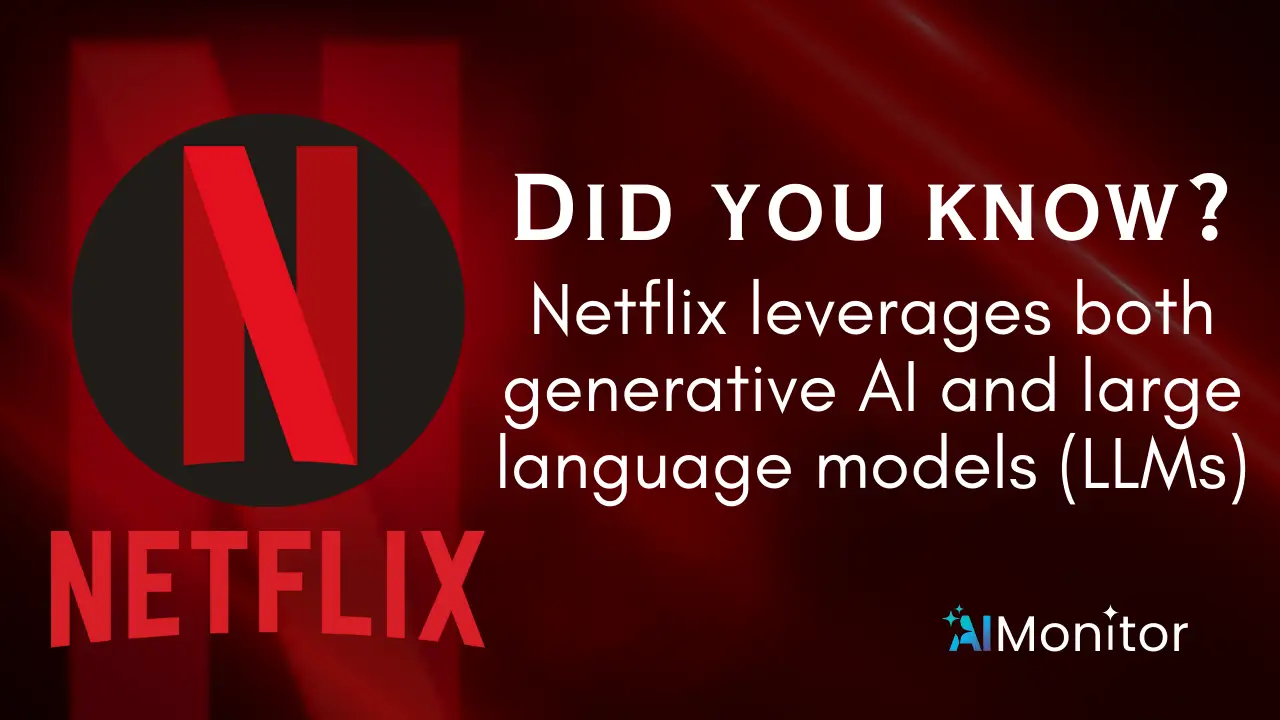 N
NETFLIX
DID YOU KNOW?
Netflix leverages both
generative AI and large
language models (LLMs)
AIMonitor